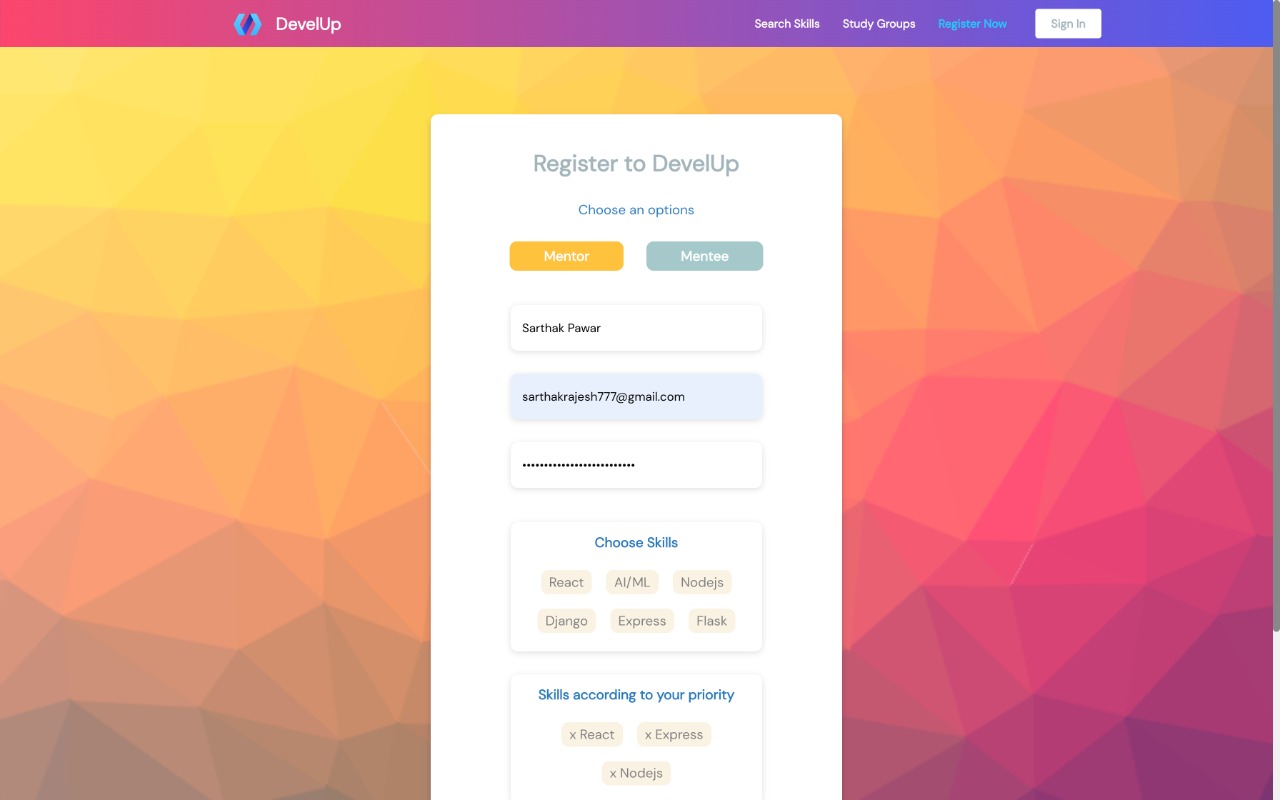 DevelUp
Search Skills Study Groups Register Now Sign In
Register to DevelUp
Choose an options
Mentor Mentee
Sarthak Pawar
sarthakrajesh777@gmail.com
••••••••••••••••••••••••••
Choose Skills
React AI/ML Nodejs
Django Express Flask
Skills according to your priority
x React x Express
x Nodejs